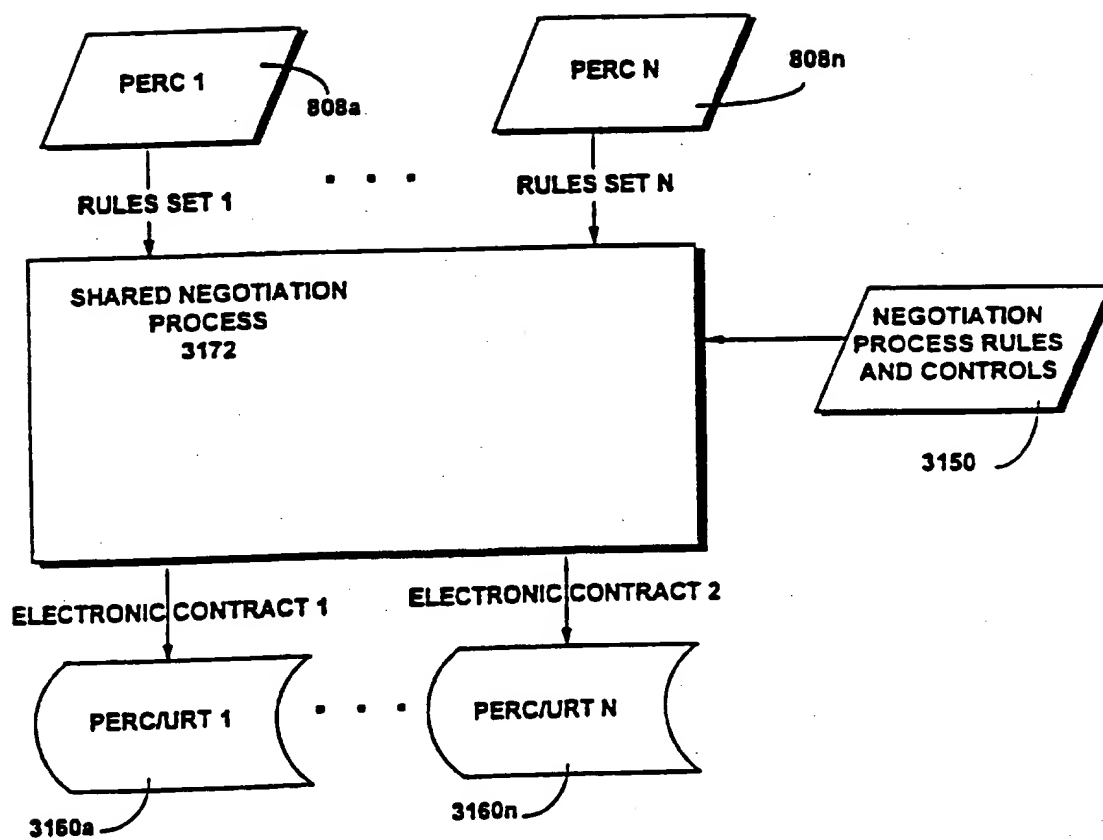 PERC 1
808a
PERC N
808n
RULES SET 1
RULES SET N
SHARED NEGOTIATION
PROCESS
3172
NEGOTIATION
PROCESS RULES
AND CONTROLS
3150
ELECTRONIC CONTRACT 1
ELECTRONIC CONTRACT 2
PERC/URT 1
PERC/URT N
3160a
3160n